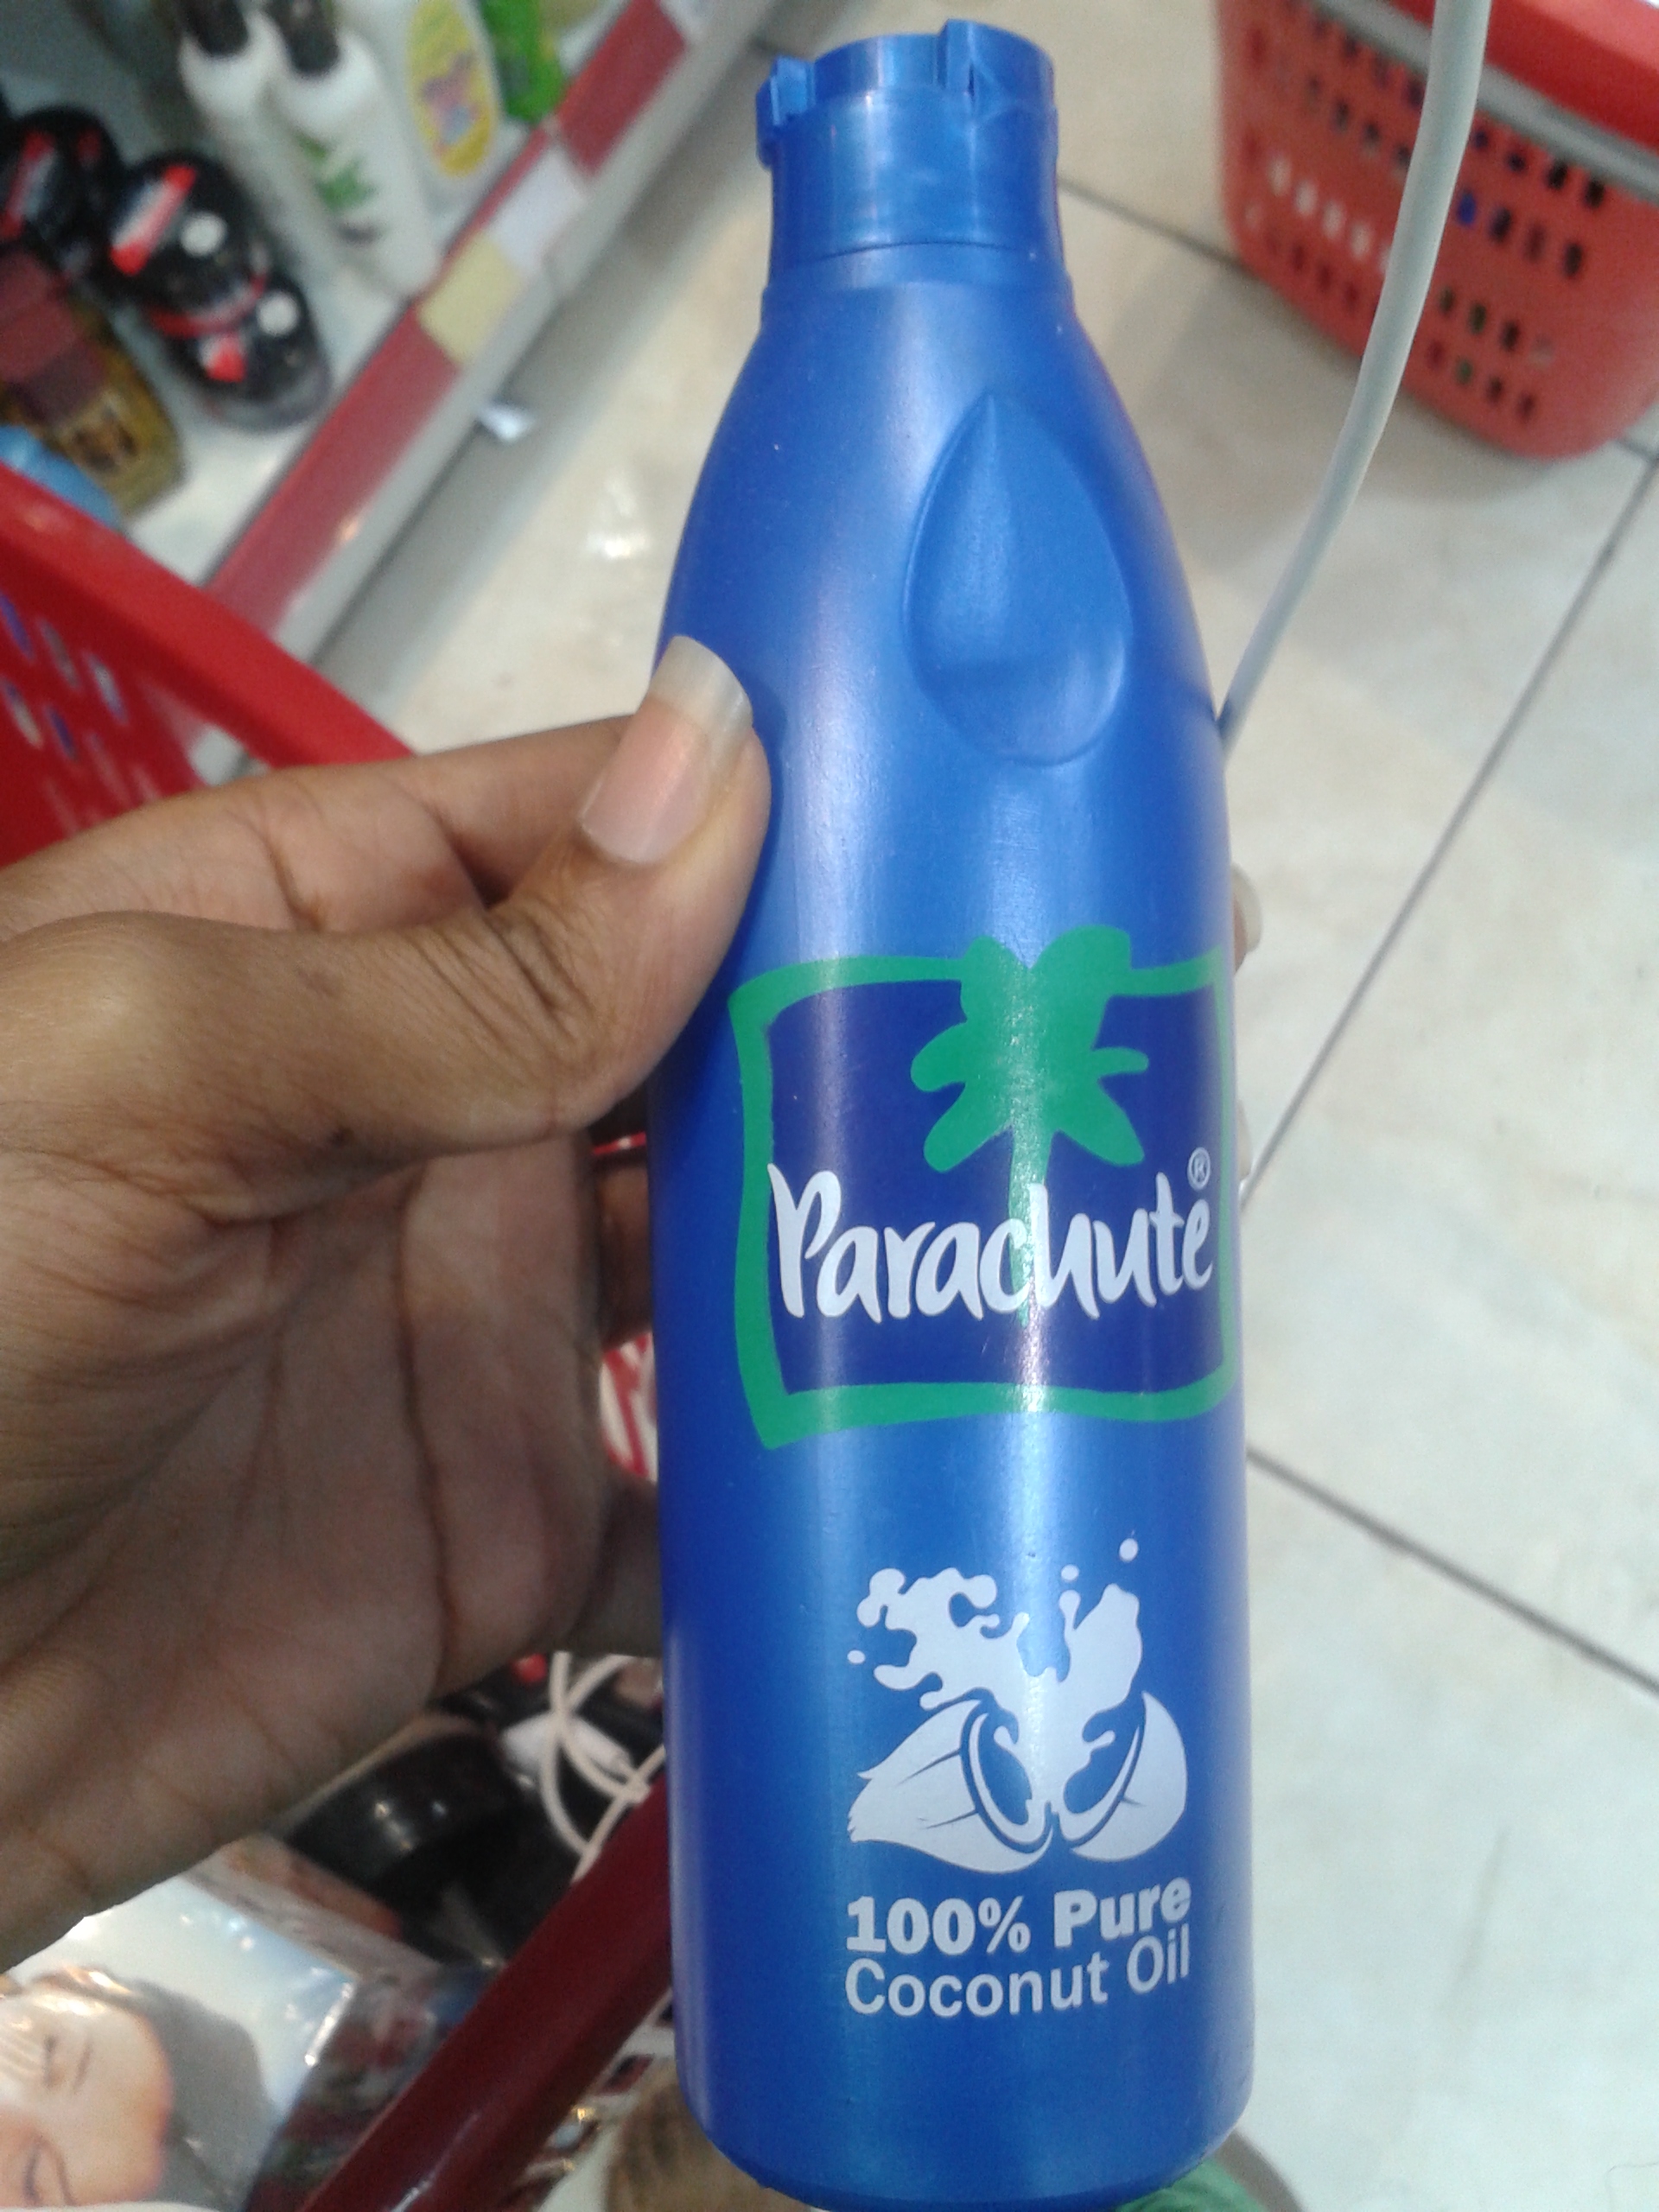 Parachute®
100% Pure
Coconut Oil